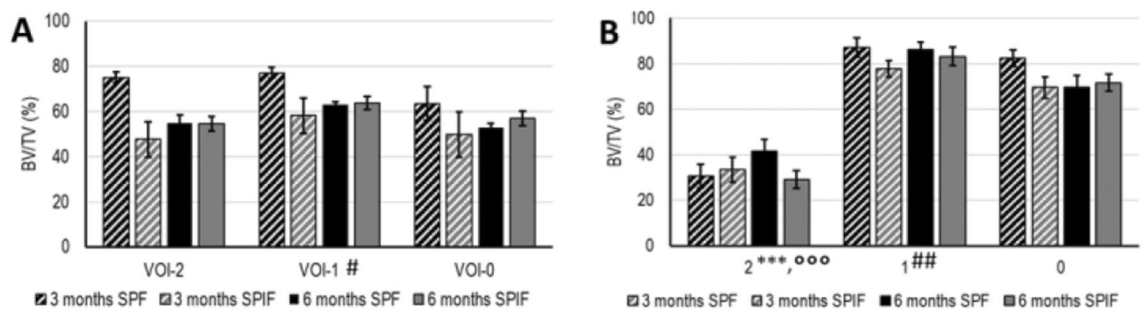 A
BV/TV (%)
100
80
60
40
20
0
VOI-2 VOI-1 # VOI-0
3 months SPF 3 months SPIF 6 months SPF 6 months SPIF
B
BV/TV (%)
100
80
60
40
20
0
2 ***,°°° 1 ## 0
3 months SPF 3 months SPIF 6 months SPF 6 months SPIF